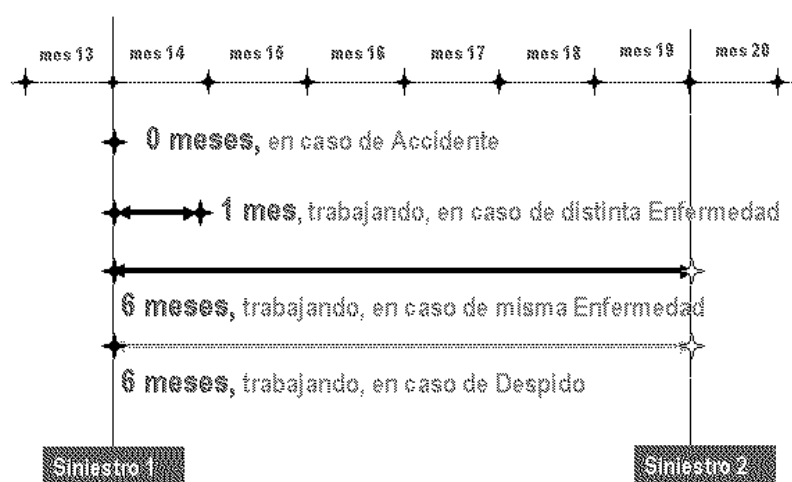 mes 13 mes 14 mes 15 mes 16 mes 17 mes 18 mes 19 mes 20
0 meses, en caso de Accidente
1 mes, trabajando, en caso de distinta Enfermedad
6 meses, trabajando, en caso de misma Enfermedad
6 meses, trabajando, en caso de Despido
Siniestro 1 Siniestro 2